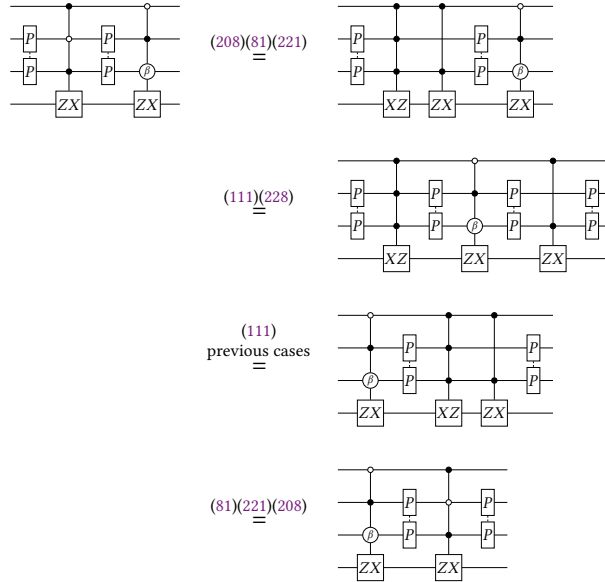 P P (208)(81)(221) P
P P β = P β
ZX ZX XZ ZX ZX
(111)(228) P P P P
= P P β P P
XZ ZX ZX
(111)
previous cases P P
= β P P
ZX XZ ZX
(81)(221)(208) P P
= β P P
ZX ZX